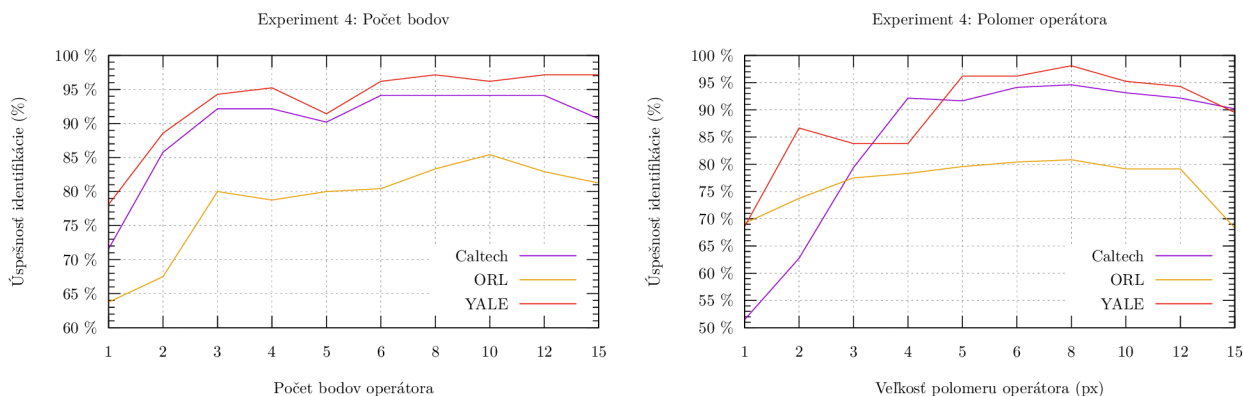 Experiment 4: Počet bodov
100 %
95 %
90 %
85 %
80 %
75 %
70 %
65 %
60 %
Úspešnosť identifikácie (%)
Caltech
ORL
YALE
1 2 3 4 5 6 8 10 12 15
Počet bodov operátora
Experiment 4: Polomer operátora
100 %
95 %
90 %
85 %
80 %
75 %
70 %
65 %
60 %
55 %
50 %
Úspešnosť identifikácie (%)
Caltech
ORL
YALE
1 2 3 4 5 6 8 10 12 15
Veľkosť polomeru operátora (px)